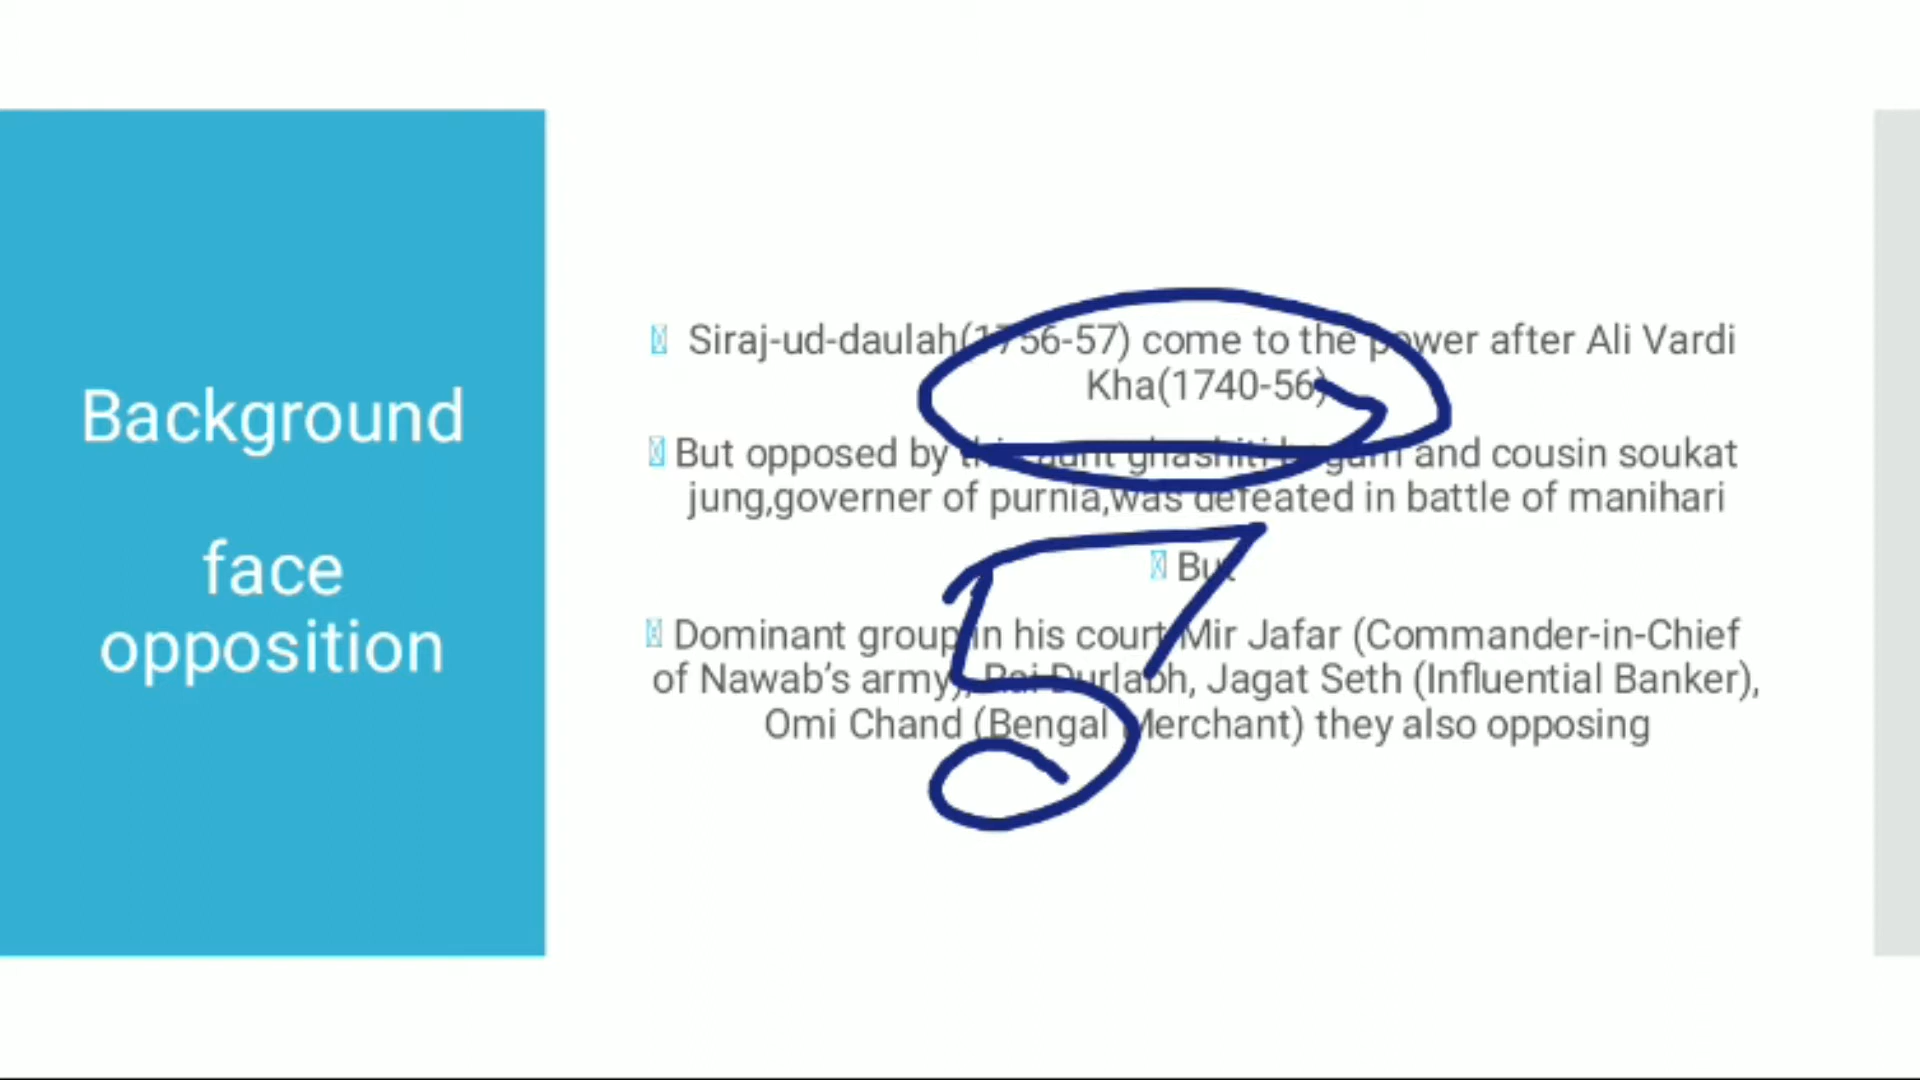 Background
face
opposition
Siraj-ud-daulah(1756-57) come to the power after Ali Vardi
Kha(1740-56)
But opposed by this aunt ghashiti begum and cousin soukat
jung,governer of purnia,was defeated in battle of manihari
But
Dominant group in his court Mir Jafar (Commander-in-Chief
of Nawab’s army), Rai Durlabh, Jagat Seth (Influential Banker),
Omi Chand (Bengal Merchant) they also opposing